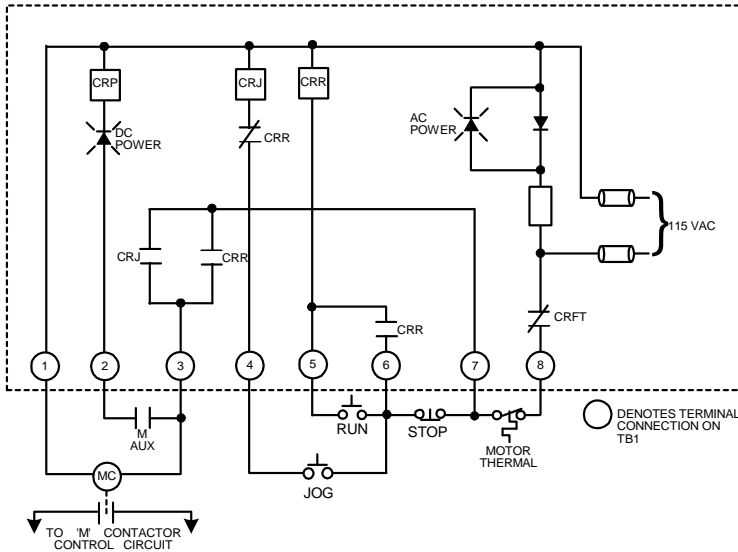 CRP
CRJ
CRR
DC
POWER
CRR
AC
POWER
115 VAC
CRJ
CRR
CRR
CRFT
1
2
3
4
5
6
7
8
M
AUX
RUN
STOP
MOTOR
THERMAL
DENOTES TERMINAL
CONNECTION ON
TB1
MC
JOG
TO 'M' CONTACTOR
CONTROL CIRCUIT